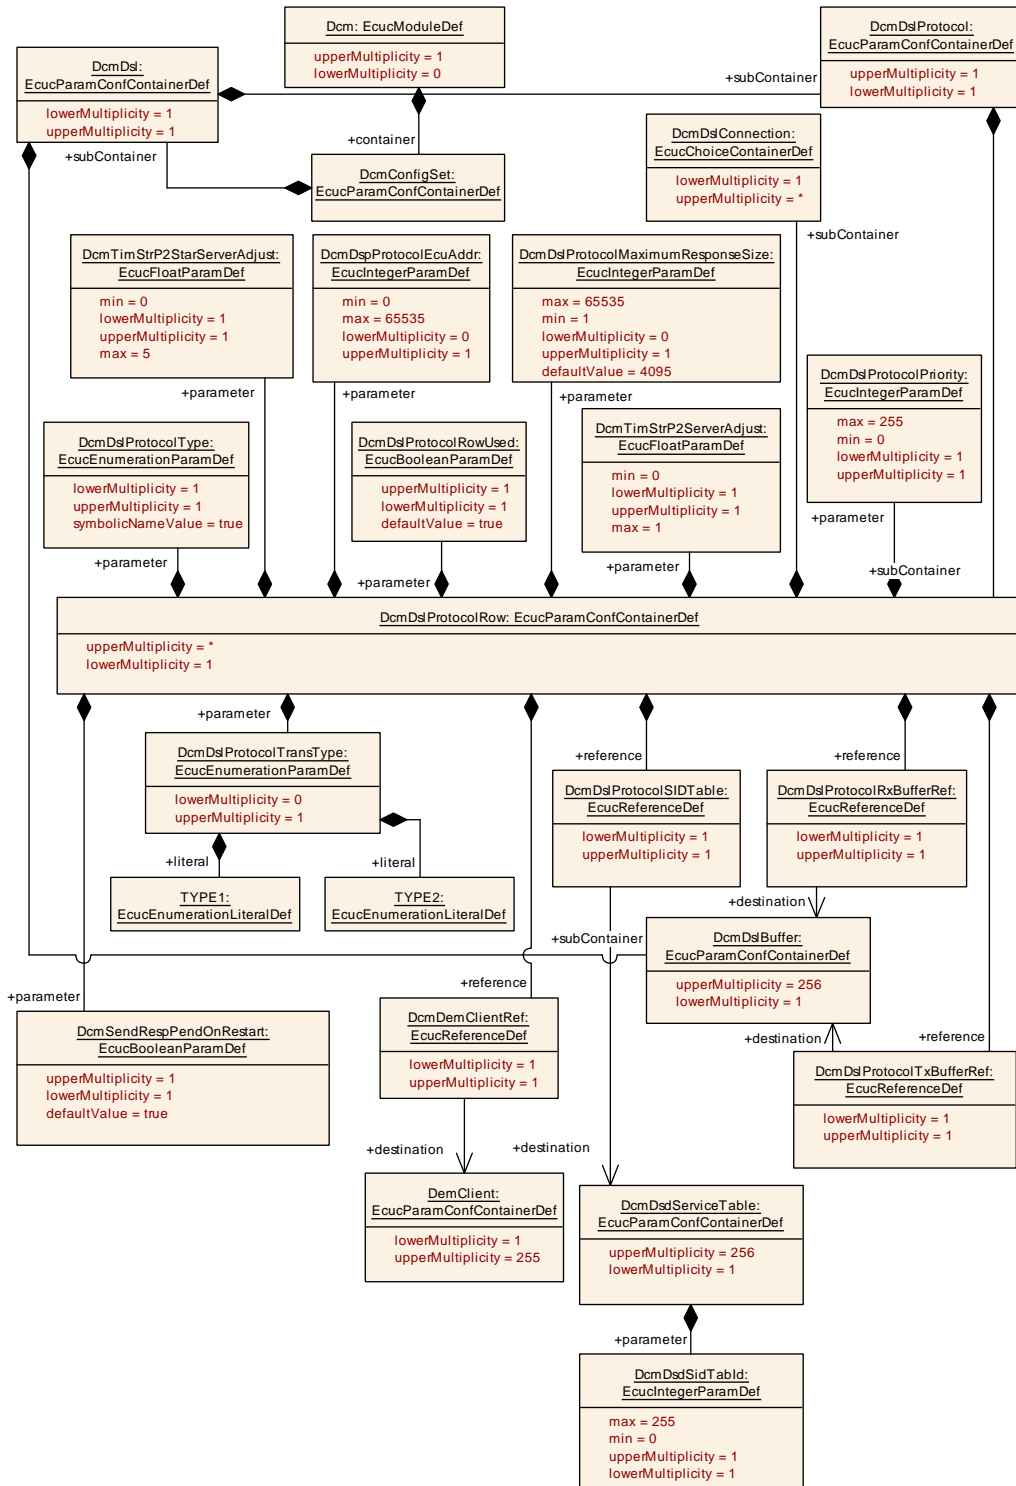 Dcm: EcucModuleDef
upperMultiplicity = 1
lowerMultiplicity = 0
DcmDslProtocol:
EcucParamConfContainerDef
upperMultiplicity = 1
lowerMultiplicity = 1
DcmDsl:
EcucParamConfContainerDef
lowerMultiplicity = 1
upperMultiplicity = 1
+subContainer
+container
+subContainer
DcmConfigSet:
EcucParamConfContainerDef
DcmDslConnection:
EcucChoiceContainerDef
lowerMultiplicity = 1
upperMultiplicity = *
+subContainer
DcmTimStrP2StarServerAdjust:
EcucFloatParamDef
min = 0
lowerMultiplicity = 1
upperMultiplicity = 1
max = 5
+parameter
DcmDspProtocolEcuAddr:
EcucIntegerParamDef
min = 0
max = 65535
lowerMultiplicity = 0
upperMultiplicity = 1
+parameter
DcmDslProtocolMaximumResponseSize:
EcucIntegerParamDef
max = 65535
min = 1
lowerMultiplicity = 0
upperMultiplicity = 1
defaultValue = 4095
+parameter
DcmDslProtocolPriority:
EcucIntegerParamDef
max = 255
min = 0
lowerMultiplicity = 1
upperMultiplicity = 1
+parameter
DcmDslProtocolType:
EcucEnumerationParamDef
lowerMultiplicity = 1
upperMultiplicity = 1
symbolicNameValue = true
+parameter
DcmDslProtocolRowUsed:
EcucBooleanParamDef
upperMultiplicity = 1
lowerMultiplicity = 1
defaultValue = true
+parameter
DcmTimStrP2ServerAdjust:
EcucFloatParamDef
min = 0
lowerMultiplicity = 1
upperMultiplicity = 1
max = 1
+parameter
+subContainer
DcmDslProtocolRow: EcucParamConfContainerDef
upperMultiplicity = *
lowerMultiplicity = 1
+parameter
DcmDslProtocolTransType:
EcucEnumerationParamDef
lowerMultiplicity = 0
upperMultiplicity = 1
+literal
+literal
TYPE1:
EcucEnumerationLiteralDef
TYPE2:
EcucEnumerationLiteralDef
+reference
DcmDslProtocolSIDTable:
EcucReferenceDef
lowerMultiplicity = 1
upperMultiplicity = 1
+reference
DcmDslProtocolRxBufferRef:
EcucReferenceDef
lowerMultiplicity = 1
upperMultiplicity = 1
+destination
+subContainer
DcmDslBuffer:
EcucParamConfContainerDef
upperMultiplicity = 256
lowerMultiplicity = 1
+parameter
DcmSendRespPendOnRestart:
EcucBooleanParamDef
upperMultiplicity = 1
lowerMultiplicity = 1
defaultValue = true
+reference
DcmDemClientRef:
EcucReferenceDef
lowerMultiplicity = 1
upperMultiplicity = 1
+destination
+reference
DcmDslProtocolTxBufferRef:
EcucReferenceDef
lowerMultiplicity = 1
upperMultiplicity = 1
+destination
+destination
DemClient:
EcucParamConfContainerDef
lowerMultiplicity = 1
upperMultiplicity = 255
DcmDsdServiceTable:
EcucParamConfContainerDef
upperMultiplicity = 256
lowerMultiplicity = 1
+parameter
DcmDsdSidTabId:
EcucIntegerParamDef
max = 255
min = 0
upperMultiplicity = 1
lowerMultiplicity = 1